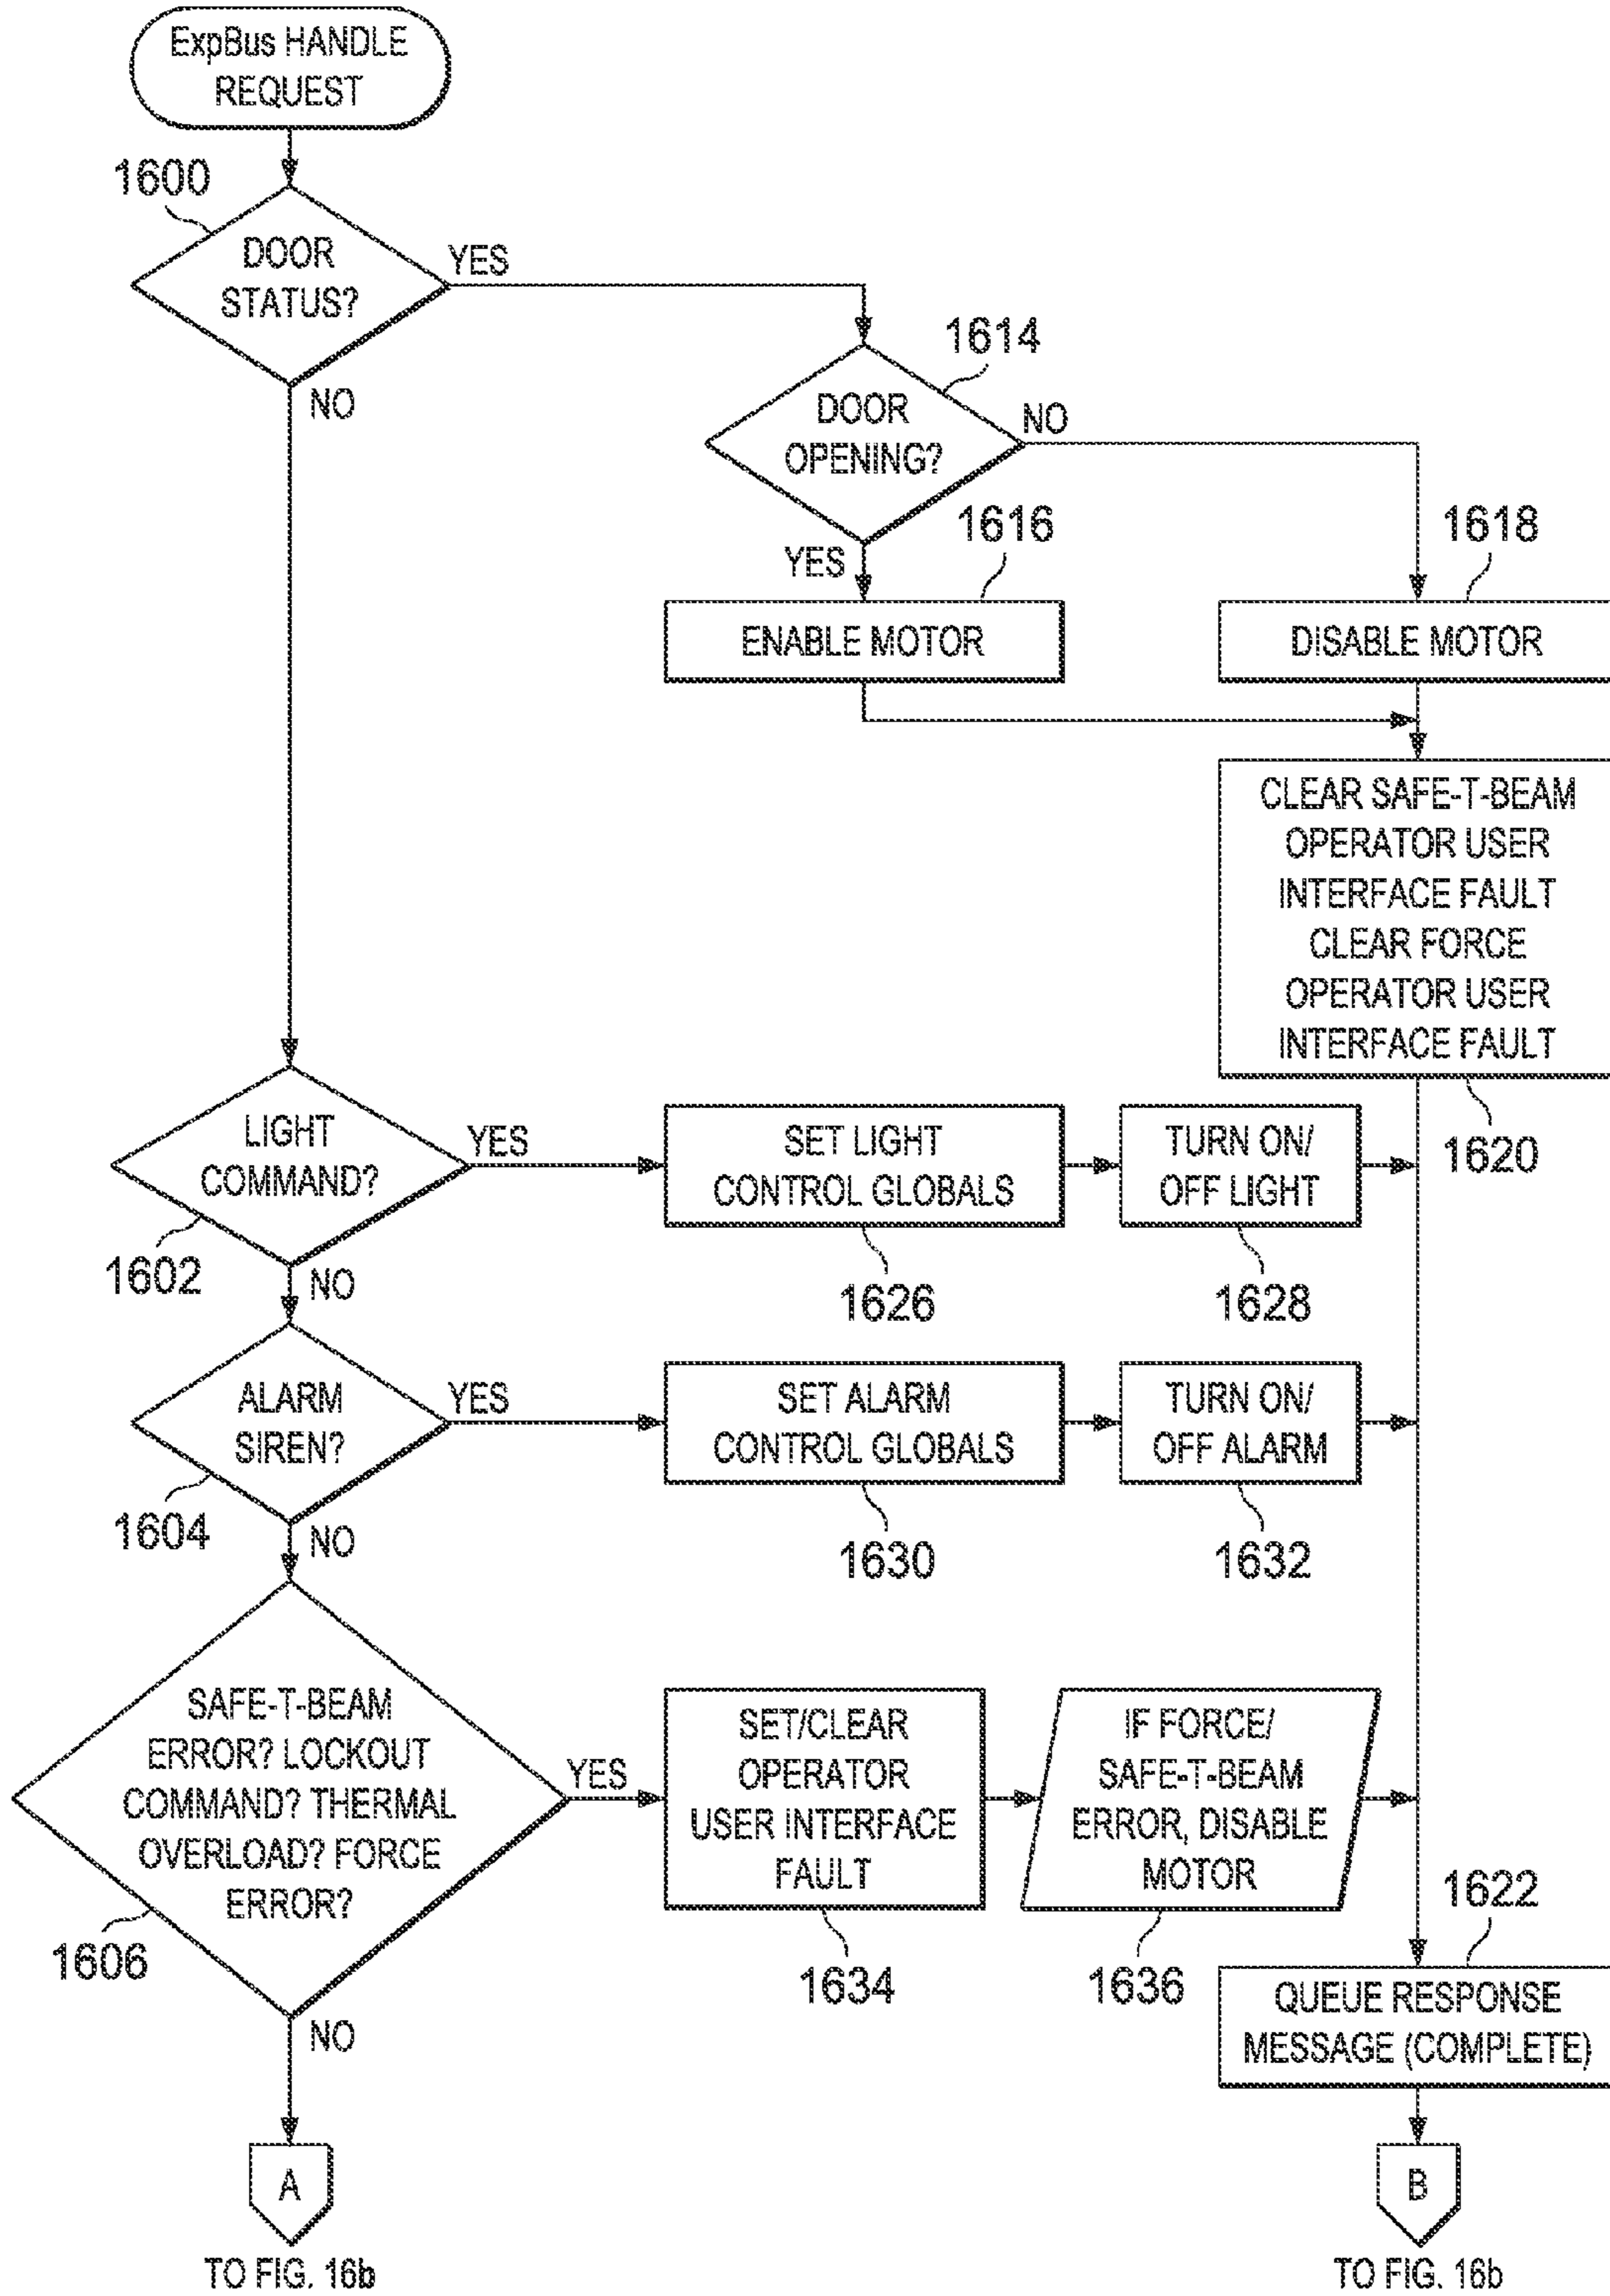 ExpBus HANDLE
REQUEST
1600
DOOR
STATUS?
YES
NO
1614
DOOR
OPENING?
NO
YES
1616
1618
ENABLE MOTOR
DISABLE MOTOR
CLEAR SAFE-T-BEAM
OPERATOR USER
INTERFACE FAULT
CLEAR FORCE
OPERATOR USER
INTERFACE FAULT
1620
LIGHT
COMMAND?
YES
1602
NO
SET LIGHT
CONTROL GLOBALS
1626
TURN ON/
OFF LIGHT
1628
ALARM
SIREN?
YES
1604
NO
SET ALARM
CONTROL GLOBALS
1630
TURN ON/
OFF ALARM
1632
SAFE-T-BEAM
ERROR? LOCKOUT
COMMAND? THERMAL
OVERLOAD? FORCE
ERROR?
YES
1606
NO
SET/CLEAR
OPERATOR
USER INTERFACE
FAULT
1634
IF FORCE/
SAFE-T-BEAM
ERROR, DISABLE
MOTOR
1636
1622
QUEUE RESPONSE
MESSAGE (COMPLETE)
A
TO FIG. 16b
B
TO FIG. 16b